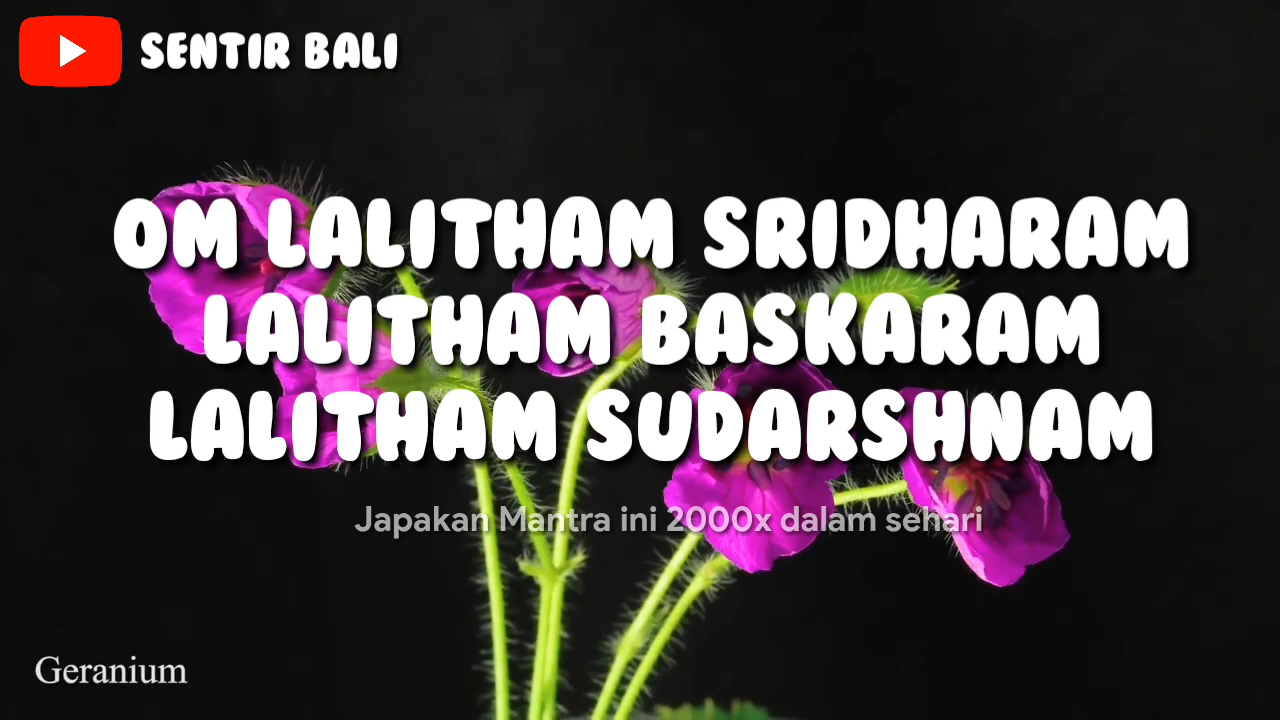 SENTIR BALI
OM LALITHAM SRIDHARAM
LALITHAM BASKARAM
LALITHAM SUDARSHNAM
Japakan Mantra ini 2000x dalam sehari
Geranium